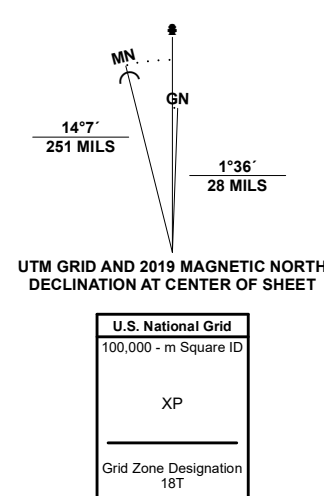 MN
GN
14°7´
251 MILS
1°36´
28 MILS
UTM GRID AND 2019 MAGNETIC NORTH
DECLINATION AT CENTER OF SHEET
U.S. National Grid
100,000 - m Square ID
XP
Grid Zone Designation
18T